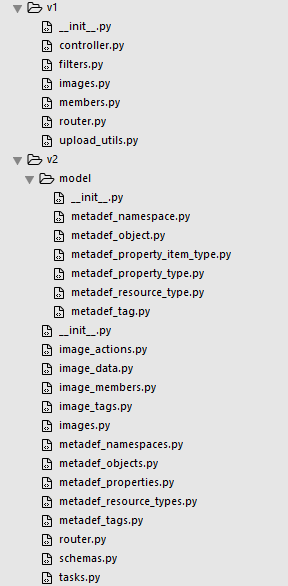 v1
__init__.py
controller.py
filters.py
images.py
members.py
router.py
upload_utils.py
v2
model
__init__.py
metadef_namespace.py
metadef_object.py
metadef_property_item_type.py
metadef_property_type.py
metadef_resource_type.py
metadef_tag.py
__init__.py
image_actions.py
image_data.py
image_members.py
image_tags.py
images.py
metadef_namespaces.py
metadef_objects.py
metadef_properties.py
metadef_resource_types.py
metadef_tags.py
router.py
schemas.py
tasks.py